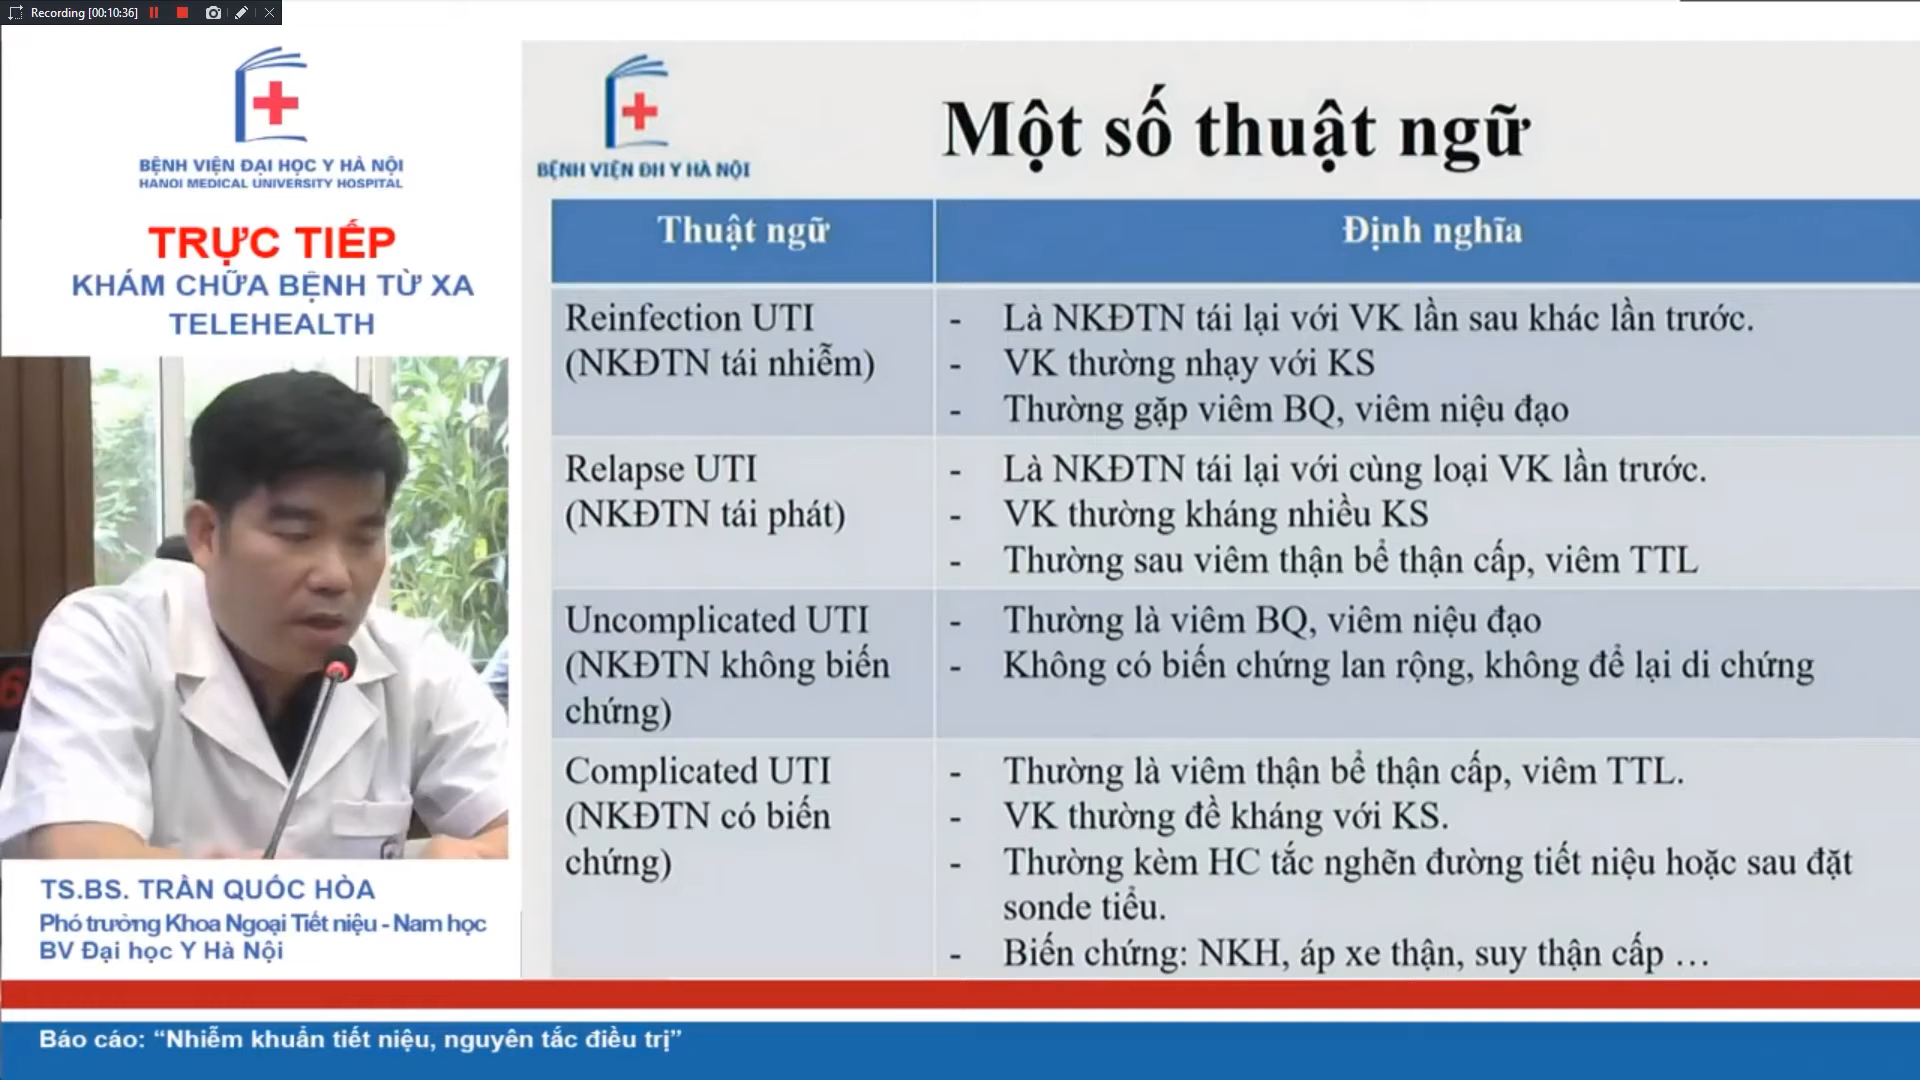 Recording [00:10:36]
BỆNH VIỆN ĐẠI HỌC Y HÀ NỘI
HANOI MEDICAL UNIVERSITY HOSPITAL
TRỰC TIẾP
KHÁM CHỮA BỆNH TỪ XA
TELEHEALTH
TS.BS. TRẦN QUỐC HÒA
Phó trưởng Khoa Ngoại Tiết niệu - Nam học
BV Đại học Y Hà Nội
BỆNH VIỆN ĐH Y HÀ NỘI
Một số thuật ngữ
Thuật ngữ
Định nghĩa
Reinfection UTI
(NKĐTN tái nhiễm)
- Là NKĐTN tái lại với VK lần sau khác lần trước.
- VK thường nhạy với KS
- Thường gặp viêm BQ, viêm niệu đạo
Relapse UTI
(NKĐTN tái phát)
- Là NKĐTN tái lại với cùng loại VK lần trước.
- VK thường kháng nhiều KS
- Thường sau viêm thận bể thận cấp, viêm TTL
Uncomplicated UTI
(NKĐTN không biến
chứng)
- Thường là viêm BQ, viêm niệu đạo
- Không có biến chứng lan rộng, không để lại di chứng
Complicated UTI
(NKĐTN có biến
chứng)
- Thường là viêm thận bể thận cấp, viêm TTL.
- VK thường đề kháng với KS.
- Thường kèm HC tắc nghẽn đường tiết niệu hoặc sau đặt
sonde tiểu.
- Biến chứng: NKH, áp xe thận, suy thận cấp …
Báo cáo: “Nhiễm khuẩn tiết niệu, nguyên tắc điều trị”